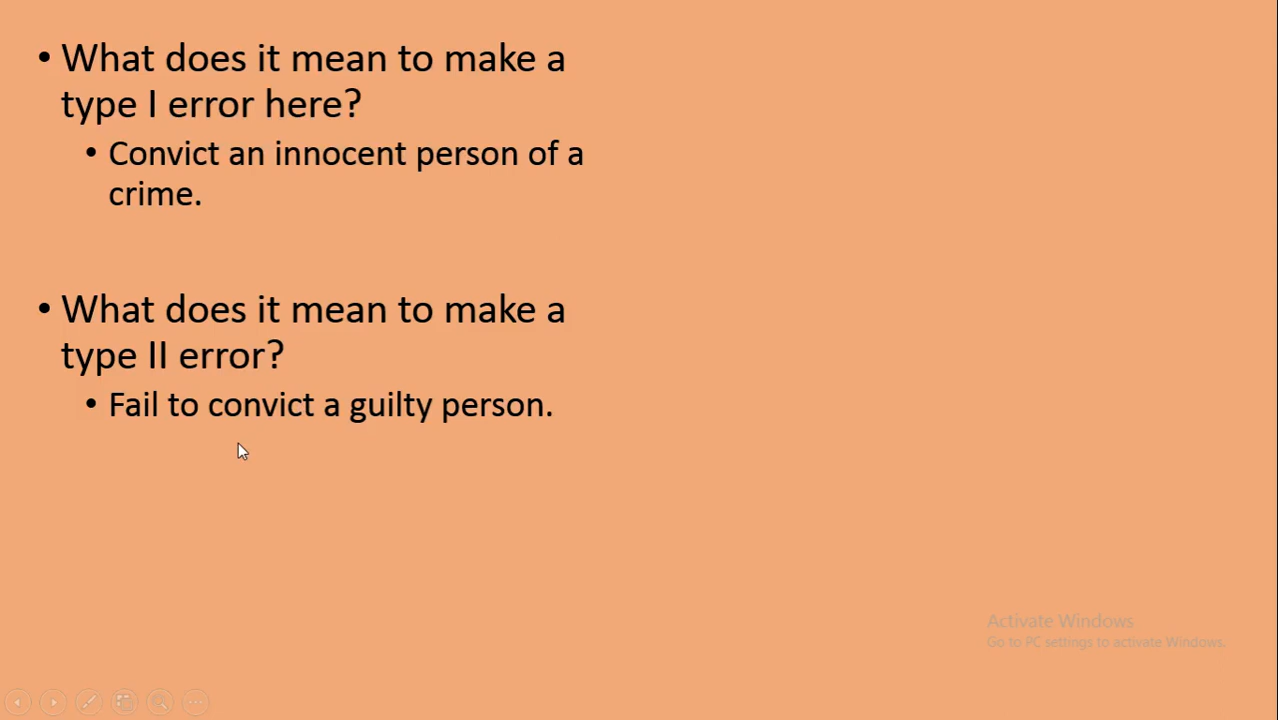 • What does it mean to make a
type I error here?
• Convict an innocent person of a
crime.
• What does it mean to make a
type II error?
• Fail to convict a guilty person.
Activate Windows
Go to PC settings to activate Windows.